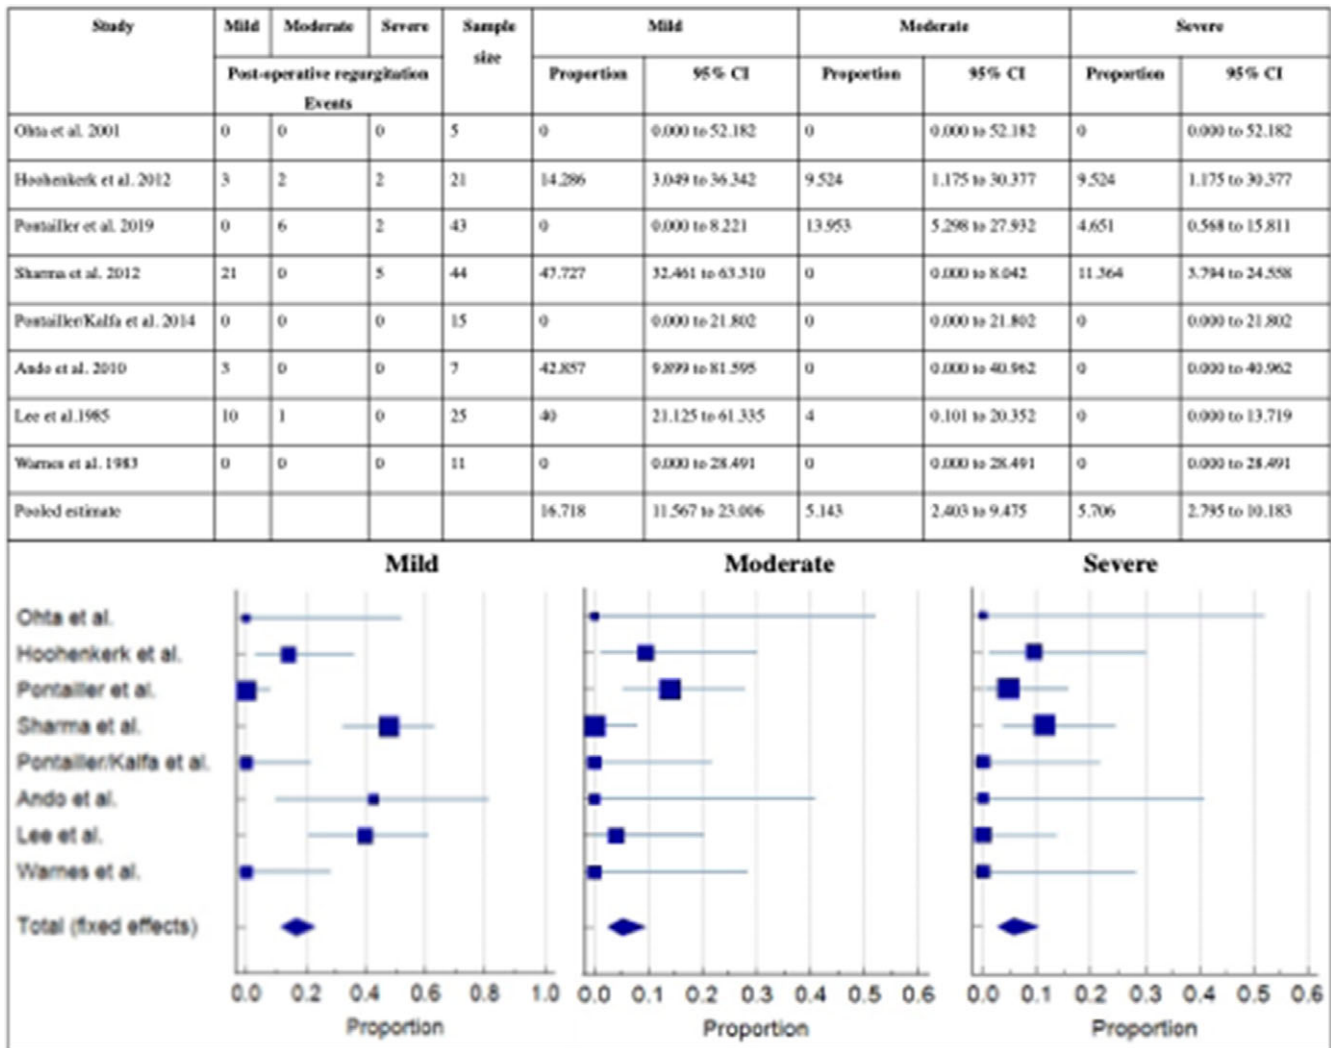 Study Mild Moderate Severe Sample size Mild Moderate Severe
Post-operative regurgitation Events Proportion 95% CI Proportion 95% CI Proportion 95% CI
Ohta et al. 2001 0 0 0 5 0 0.000 to 52.182 0 0.000 to 52.182 0 0.000 to 52.182
Hoohenkerk et al. 2012 3 2 2 21 14.286 3.049 to 36.342 9.524 1.175 to 30.377 9.524 1.175 to 30.377
Pontailler et al. 2019 0 6 2 43 0 0.000 to 8.221 13.953 5.298 to 27.932 4.651 0.568 to 15.811
Sharma et al. 2012 21 0 5 44 47.727 32.461 to 63.310 0 0.000 to 8.042 11.364 3.794 to 24.558
Pontailler/Kalfa et al. 2014 0 0 0 15 0 0.000 to 21.802 0 0.000 to 21.802 0 0.000 to 21.802
Ando et al. 2010 3 0 0 7 42.857 9.899 to 81.595 0 0.000 to 40.962 0 0.000 to 40.962
Lee et al.1985 10 1 0 25 40 21.125 to 61.335 4 0.101 to 20.352 0 0.000 to 13.719
Warnes et al. 1983 0 0 0 11 0 0.000 to 28.491 0 0.000 to 28.491 0 0.000 to 28.491
Pooled estimate 16.718 11.567 to 23.006 5.143 2.403 to 9.475 5.706 2.795 to 10.183
Mild Moderate Severe
Ohta et al.
Hoohenkerk et al.
Pontailler et al.
Sharma et al.
Pontailler/Kalfa et al.
Ando et al.
Lee et al.
Warnes et al.
Total (fixed effects)
0.0 0.2 0.4 0.6 0.8 1.0 0.0 0.1 0.2 0.3 0.4 0.5 0.6 0.0 0.1 0.2 0.3 0.4 0.5 0.6
Proportion Proportion Proportion